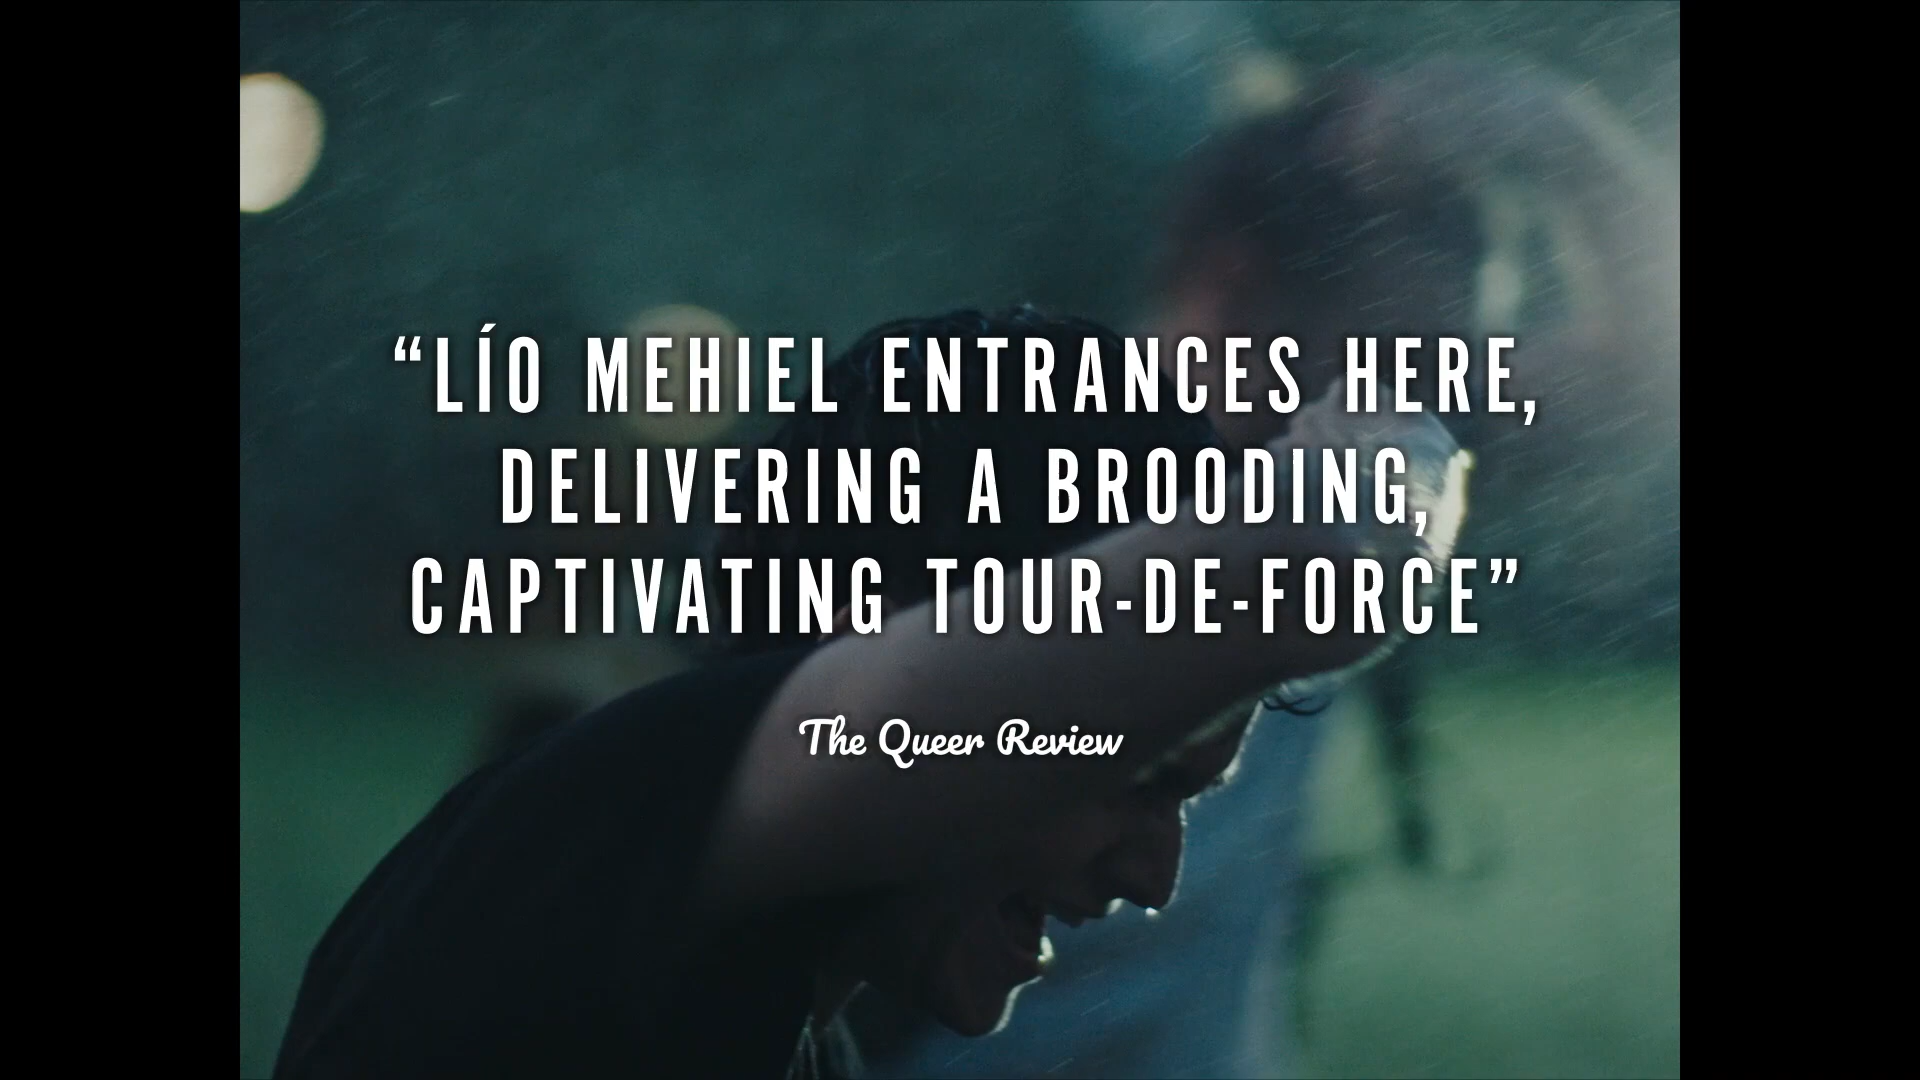 “LÍO MEHIEL ENTRANCES HERE,
DELIVERING A BROODING,
CAPTIVATING TOUR-DE-FORCE”
The Queer Review